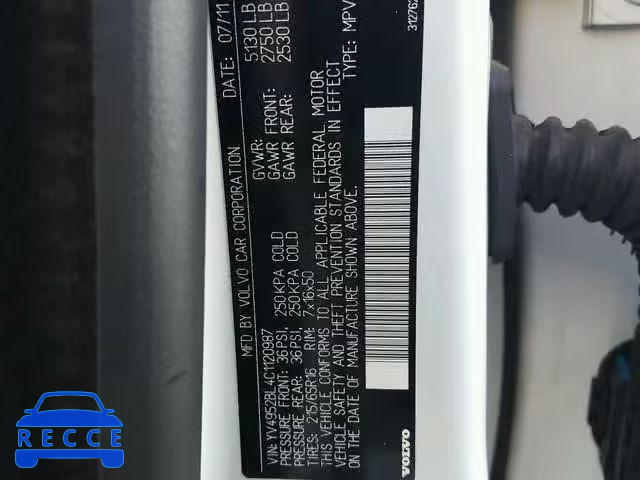 MFD BY VOLVO CAR CORPORATION DATE: 07/11
GVWR: 5130 LB
GAWR FRONT: 2750 LB
GAWR REAR: 2530 LB
VIN: YV4952BL4C1120987
PRESSURE FRONT: 36PSI, 250KPA COLD
PRESSURE REAR: 36PSI, 250KPA COLD
TIRES: 215/65R16 RIM: 7x16x50
THIS VEHICLE CONFORMS TO ALL APPLICABLE FEDERAL MOTOR
VEHICLE SAFETY AND THEFT PREVENTION STANDARDS IN EFFECT
ON THE DATE OF MANUFACTURE SHOWN ABOVE.
TYPE: MPV
VOLVO
RECCE